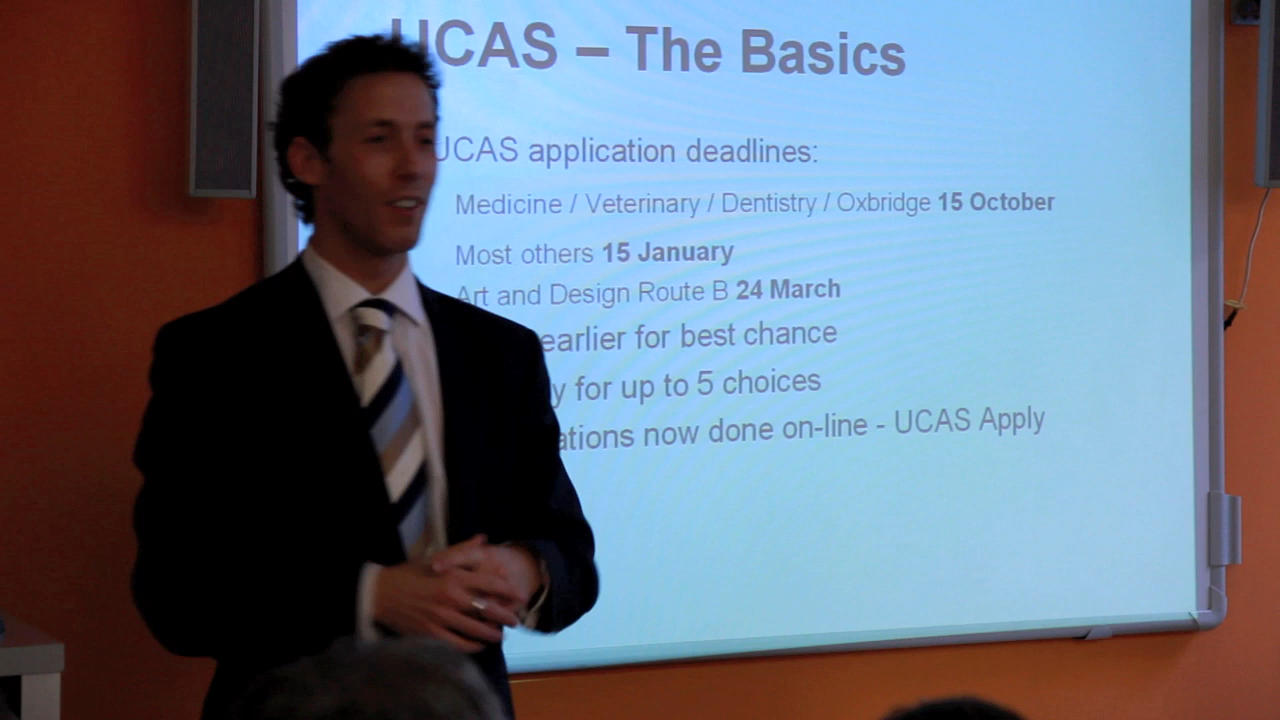 UCAS – The Basics
UCAS application deadlines:
Medicine / Veterinary / Dentistry / Oxbridge 15 October
Most others 15 January
Art and Design Route B 24 March
earlier for best chance
for up to 5 choices
now done on-line - UCAS Apply